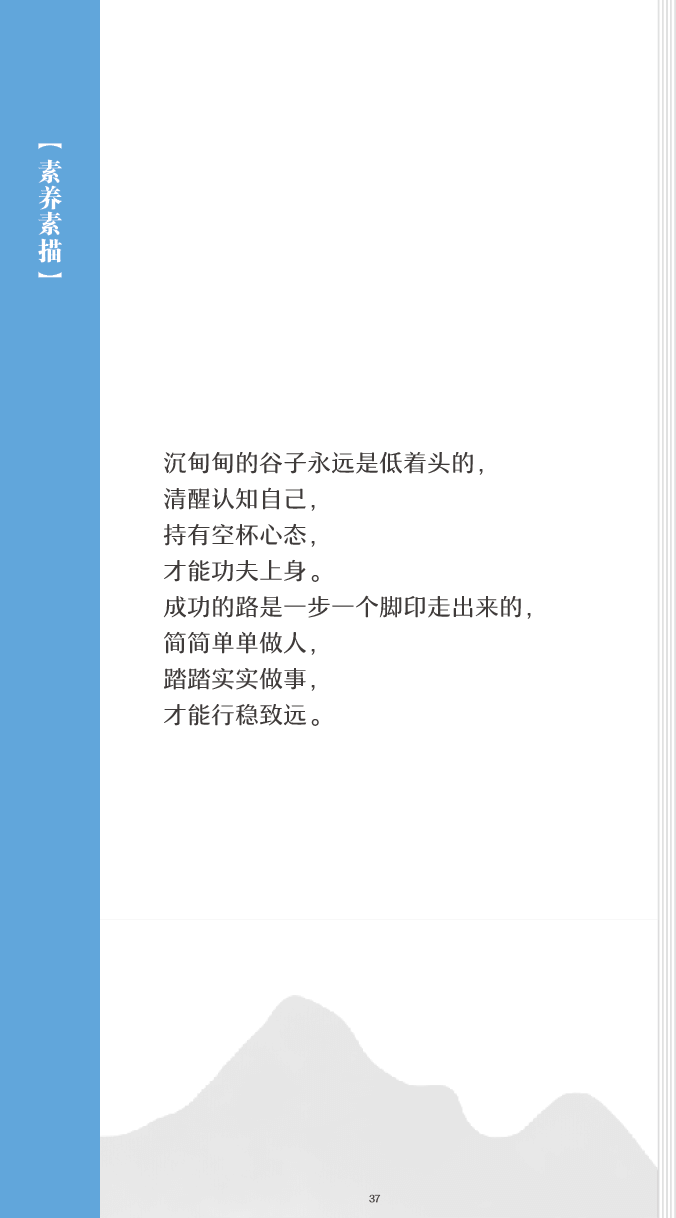 【素养素描】
沉甸甸的谷子永远是低着头的，
清醒认知自己，
持有空杯心态，
才能功夫上身。
成功的路是一步一个脚印走出来的，
简简单单做人，
踏踏实实做事，
才能行稳致远。
37